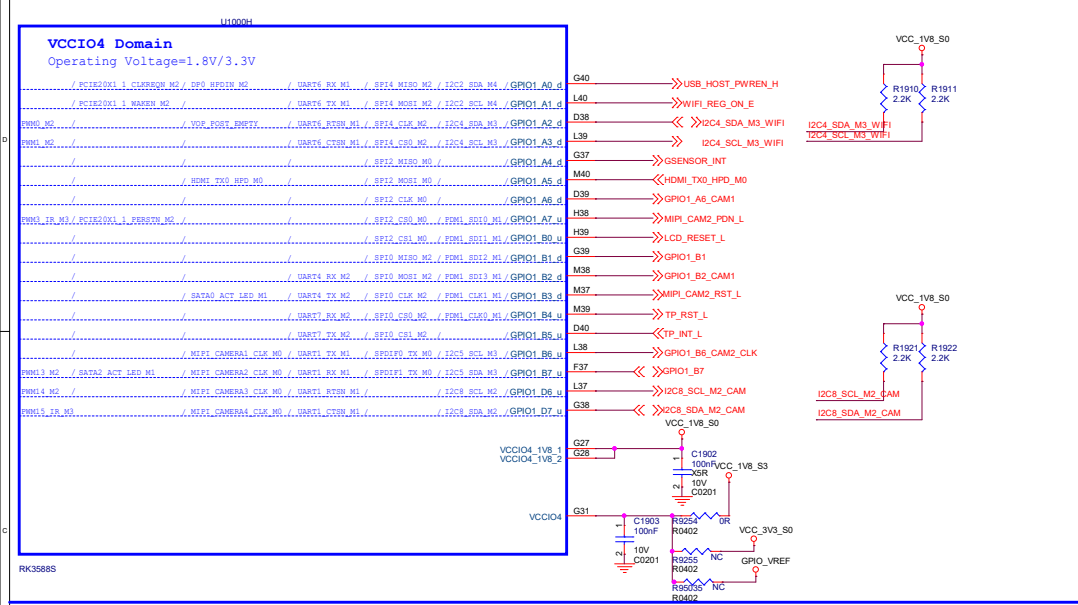 U1000H
VCCIO4 Domain
Operating Voltage=1.8V/3.3V
/ PCIE20X1_1_CLKREQN_M2 / DP0_HPDIN_M2 / UART6_RX_M1 / SPI4_MISO_M2 / I2C2_SDA_M4 / GPIO1_A0_d G40 USB_HOST_PWREN_H
/ PCIE20X1_1_WAKEN_M2 / / UART6_TX_M1 / SPI4_MOSI_M2 / I2C2_SCL_M4 / GPIO1_A1_d L40 WIFI_REG_ON_E
PWM0_M2 / / VOP_POST_EMPTY / UART6_RTSN_M1 / SPI4_CLK_M2 / I2C4_SDA_M3 / GPIO1_A2_d D38 I2C4_SDA_M3_WIFI
PWM1_M2 / / / UART6_CTSN_M1 / SPI4_CS0_M2 / I2C4_SCL_M3 / GPIO1_A3_d L39 I2C4_SCL_M3_WIFI
/ / / SPI2_MISO_M0 / / GPIO1_A4_d G37 GSENSOR_INT
/ / HDMI_TX0_HPD_M0 / / SPI2_MOSI_M0 / / GPIO1_A5_d M40 HDMI_TX0_HPD_M0
/ / / SPI2_CLK_M0 / / GPIO1_A6_d D39 GPIO1_A6_CAM1
PWM3_IR_M3 / PCIE20X1_1_PERSTN_M2 / / / SPI2_CS0_M0 / PDM1_SDI0_M1 / GPIO1_A7_u H38 MIPI_CAM2_PDN_L
/ / / SPI2_CS1_M0 / PDM1_SDI1_M1 / GPIO1_B0_u H39 LCD_RESET_L
/ / / SPI0_MISO_M2 / PDM1_SDI2_M1 / GPIO1_B1_d G39 GPIO1_B1
/ / / UART4_RX_M2 / SPI0_MOSI_M2 / PDM1_SDI3_M1 / GPIO1_B2_d M38 GPIO1_B2_CAM1
/ / SATA0_ACT_LED_M1 / UART4_TX_M2 / SPI0_CLK_M2 / PDM1_CLK1_M1 / GPIO1_B3_d M37 MIPI_CAM2_RST_L
/ / / UART7_RX_M2 / SPI0_CS0_M2 / PDM1_CLK0_M1 / GPIO1_B4_u M39 TP_RST_L
/ / / UART7_TX_M2 / SPI0_CS1_M2 / / GPIO1_B5_u D40 TP_INT_L
/ / MIPI_CAMERA1_CLK_M0 / UART1_TX_M1 / SPDIF0_TX_M0 / I2C5_SCL_M3 / GPIO1_B6_u L38 GPIO1_B6_CAM2_CLK
PWM13_M2 / SATA2_ACT_LED_M1 / MIPI_CAMERA2_CLK_M0 / UART1_RX_M1 / SPDIF1_TX_M0 / I2C5_SDA_M3 / GPIO1_B7_u F37 GPIO1_B7
PWM14_M2 / / MIPI_CAMERA3_CLK_M0 / UART1_RTSN_M1 / / I2C8_SCL_M2 / GPIO1_D6_u L37 I2C8_SCL_M2_CAM
PWM15_IR_M3 / / MIPI_CAMERA4_CLK_M0 / UART1_CTSN_M1 / / I2C8_SDA_M2 / GPIO1_D7_u G38 I2C8_SDA_M2_CAM
VCCIO4_1V8_1 G27
VCCIO4_1V8_2 G28
VCCIO4 G31
RK3588S
VCC_1V8_S0
R1910 R1911
2.2K 2.2K
I2C4_SDA_M3_WIFI
I2C4_SCL_M3_WIFI
VCC_1V8_S0
R1921 R1922
2.2K 2.2K
I2C8_SCL_M2_CAM
I2C8_SDA_M2_CAM
VCC_1V8_S0
1
2
C1902
100nF
X5R
10V
C0201
VCC_1V8_S3
1
2
C1903
100nF
10V
C0201
R9254 0R
R0402
VCC_3V3_S0
R9255 NC
R0402
GPIO_VREF
R95035 NC
R0402
D
C